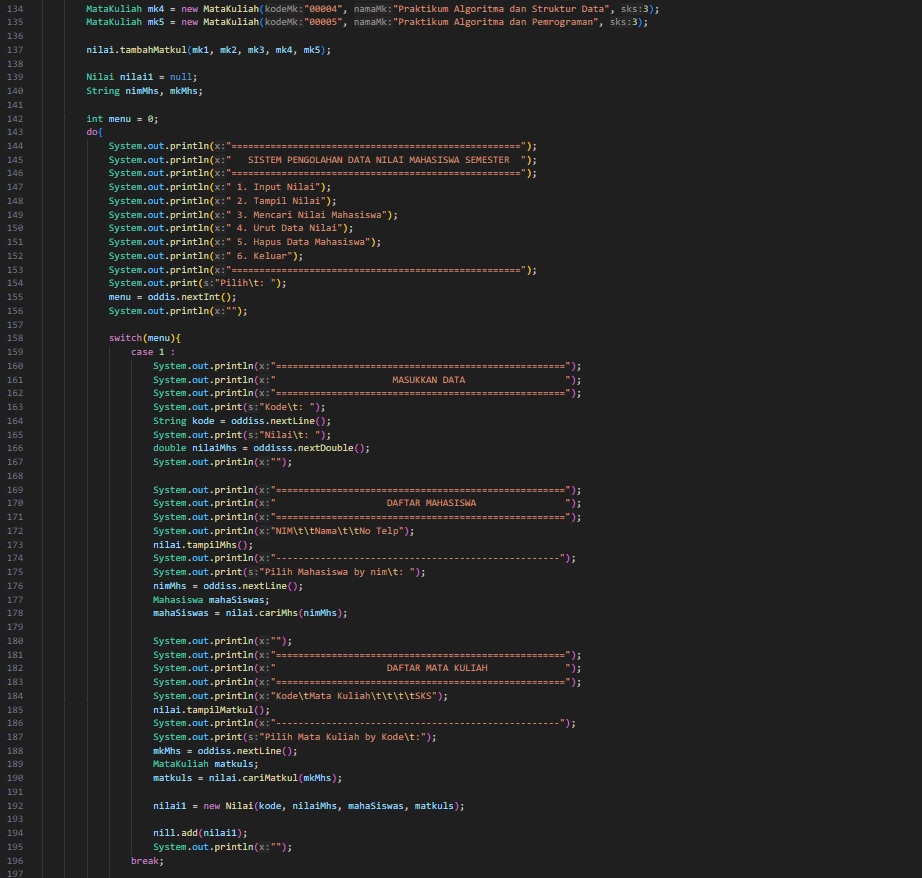 134 MataKuliah mk4 = new MataKuliah(kodeMk:"00004", namaMk:"Praktikum Algoritma dan Struktur Data", sks:3);
135 MataKuliah mk5 = new MataKuliah(kodeMk:"00005", namaMk:"Praktikum Algoritma dan Pemrograman", sks:3);
136
137 nilai.tambahMatkul(mk1, mk2, mk3, mk4, mk5);
138
139 Nilai nilai1 = null;
140 String nimMhs, mkMhs;
141
142 int menu = 0;
143 do{
144 System.out.println(x:"====================================================");
145 System.out.println(x:"   SISTEM PENGOLAHAN DATA NILAI MAHASISWA SEMESTER  ");
146 System.out.println(x:"====================================================");
147 System.out.println(x:" 1. Input Nilai");
148 System.out.println(x:" 2. Tampil Nilai");
149 System.out.println(x:" 3. Mencari Nilai Mahasiswa");
150 System.out.println(x:" 4. Urut Data Nilai");
151 System.out.println(x:" 5. Hapus Data Mahasiswa");
152 System.out.println(x:" 6. Keluar");
153 System.out.println(x:"====================================================");
154 System.out.print(s:"Pilih\t: ");
155 menu = oddis.nextInt();
156 System.out.println(x:"");
157
158 switch(menu){
159 case 1 :
160 System.out.println(x:"====================================================");
161 System.out.println(x:"                     MASUKKAN DATA                  ");
162 System.out.println(x:"====================================================");
163 System.out.print(s:"Kode\t: ");
164 String kode = oddiss.nextLine();
165 System.out.print(s:"Nilai\t: ");
166 double nilaiMhs = oddisss.nextDouble();
167 System.out.println(x:"");
168
169 System.out.println(x:"====================================================");
170 System.out.println(x:"                    DAFTAR MAHASISWA                ");
171 System.out.println(x:"====================================================");
172 System.out.println(x:"NIM\t\tNama\t\tNo Telp");
173 nilai.tampilMhs();
174 System.out.println(x:"---------------------------------------------------");
175 System.out.print(s:"Pilih Mahasiswa by nim\t: ");
176 nimMhs = oddiss.nextLine();
177 Mahasiswa mahaSiswas;
178 mahaSiswas = nilai.cariMhs(nimMhs);
179
180 System.out.println(x:"");
181 System.out.println(x:"====================================================");
182 System.out.println(x:"                    DAFTAR MATA KULIAH              ");
183 System.out.println(x:"====================================================");
184 System.out.println(x:"Kode\tMata Kuliah\t\t\t\tSKS");
185 nilai.tampilMatkul();
186 System.out.println(x:"---------------------------------------------------");
187 System.out.print(s:"Pilih Mata Kuliah by Kode\t:");
188 mkMhs = oddiss.nextLine();
189 MataKuliah matkuls;
190 matkuls = nilai.cariMatkul(mkMhs);
191
192 nilai1 = new Nilai(kode, nilaiMhs, mahaSiswas, matkuls);
193
194 nill.add(nilai1);
195 System.out.println(x:"");
196 break;
197